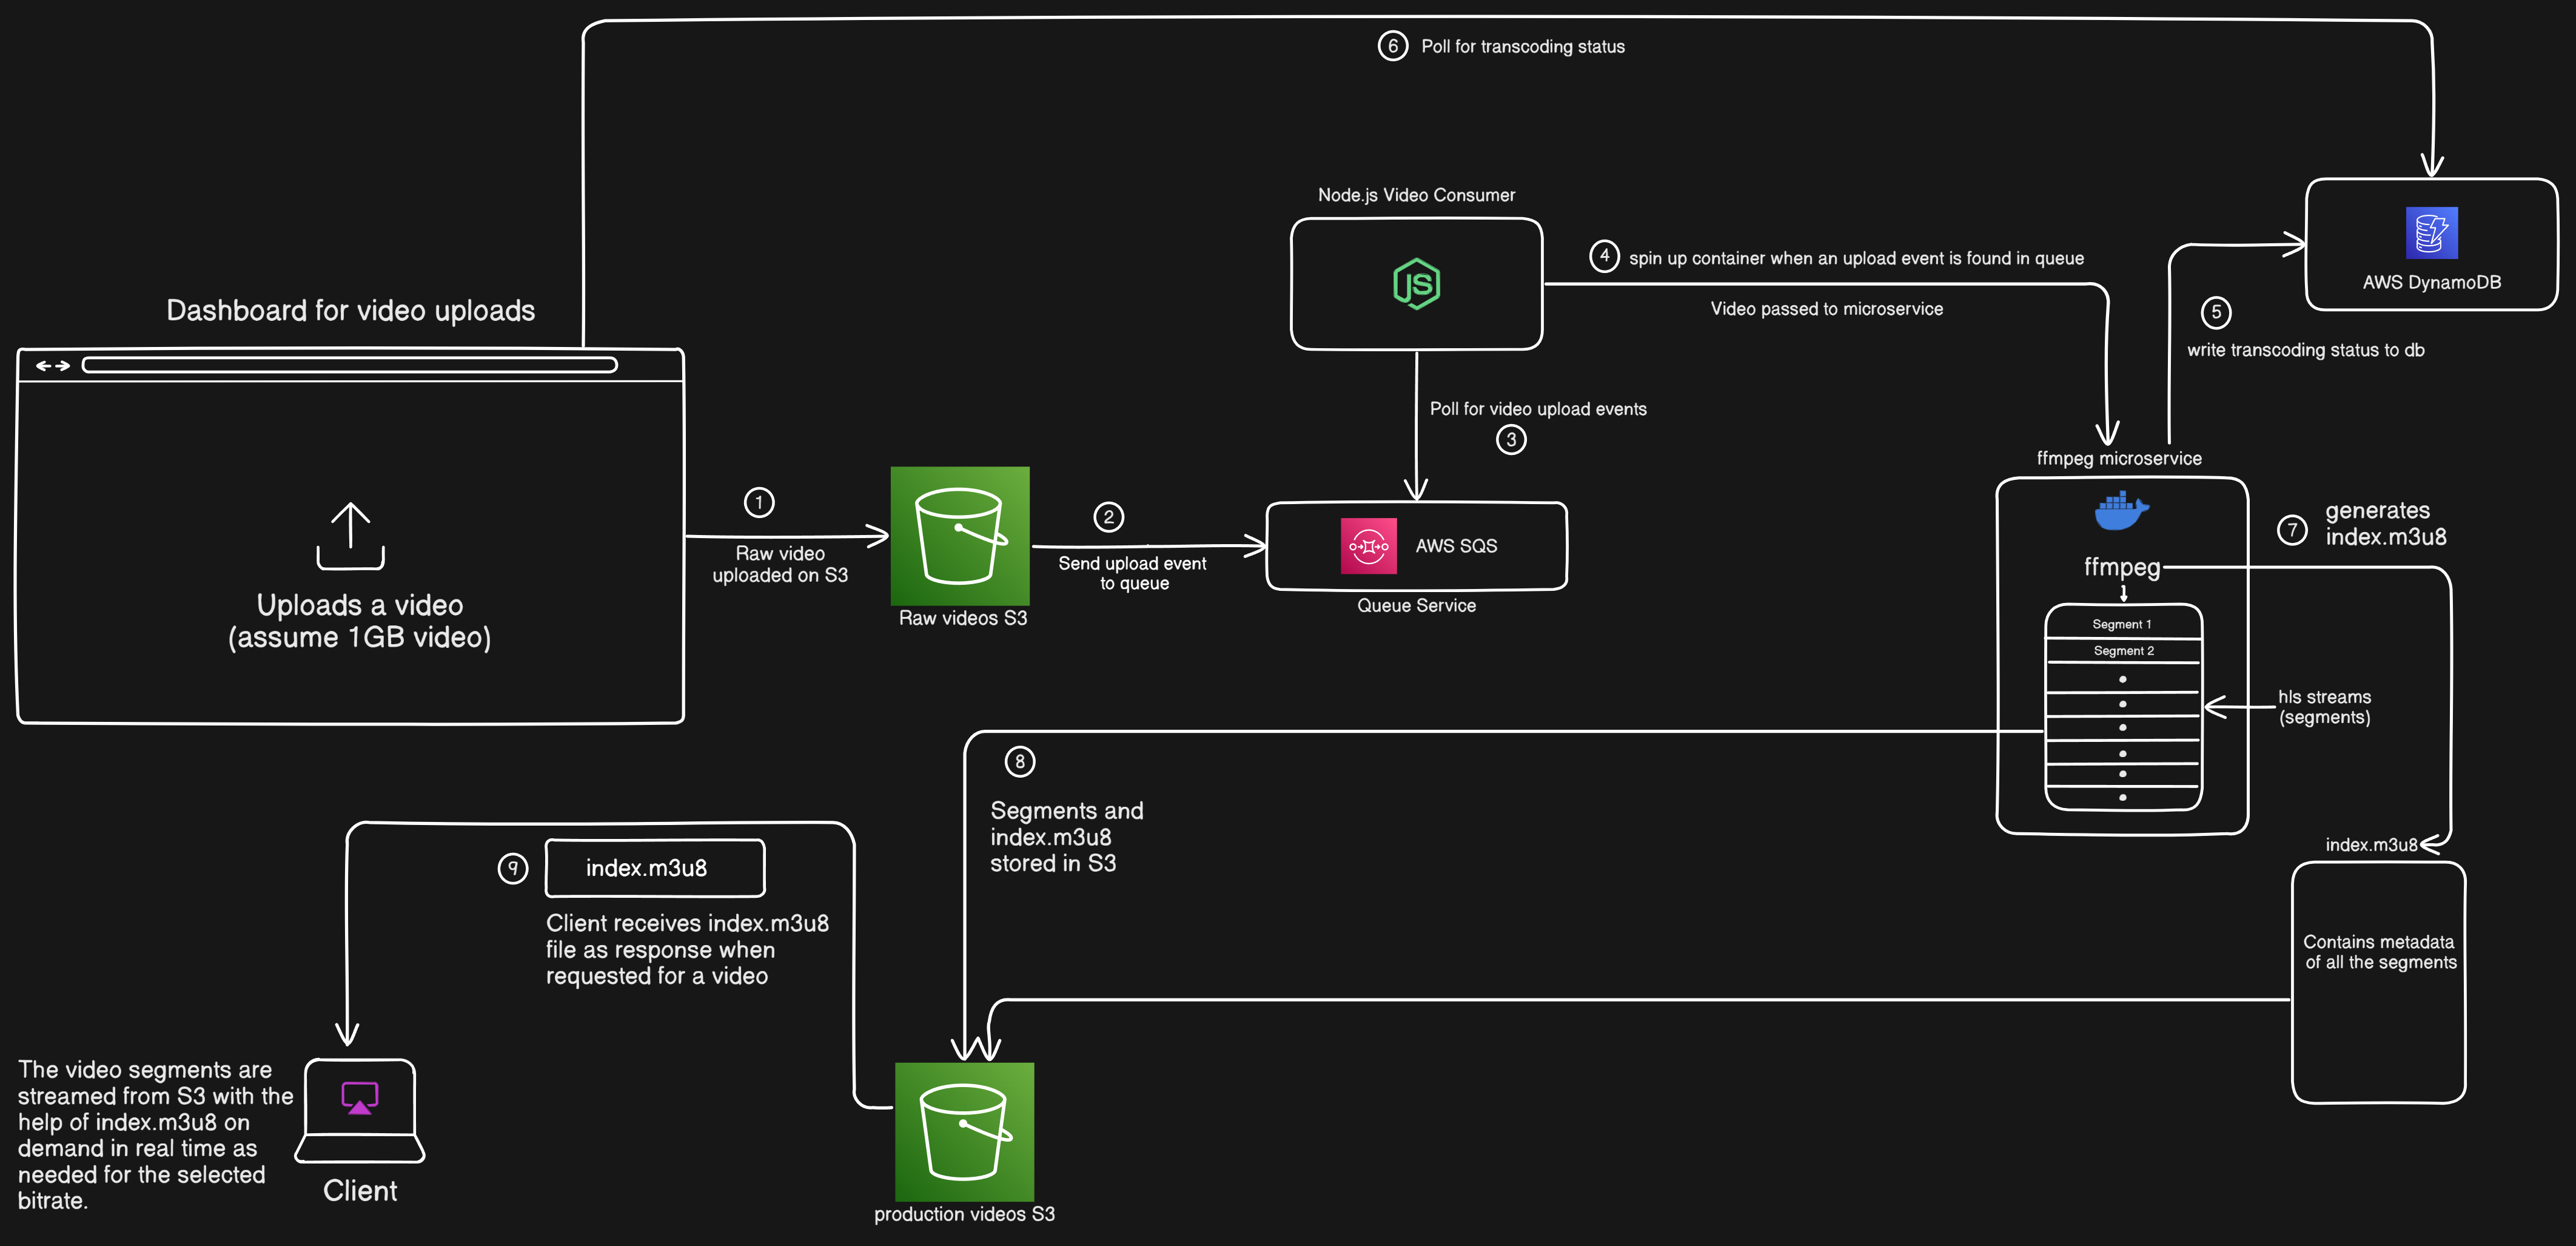 6 Poll for transcoding status
Node.js Video Consumer
JS
4 spin up container when an upload event is found in queue
Video passed to microservice
AWS DynamoDB
5
write transcoding status to db
Dashboard for video uploads
Uploads a video
(assume 1GB video)
1
Raw video
uploaded on S3
Raw videos S3
2
Send upload event
to queue
Poll for video upload events
3
AWS SQS
Queue Service
ffmpeg microservice
ffmpeg
Segment 1
Segment 2
7 generates
index.m3u8
hls streams
(segments)
index.m3u8
Contains metadata
of all the segments
8
Segments and
index.m3u8
stored in S3
9 index.m3u8
Client receives index.m3u8
file as response when
requested for a video
The video segments are
streamed from S3 with the
help of index.m3u8 on
demand in real time as
needed for the selected
bitrate.
Client
production videos S3